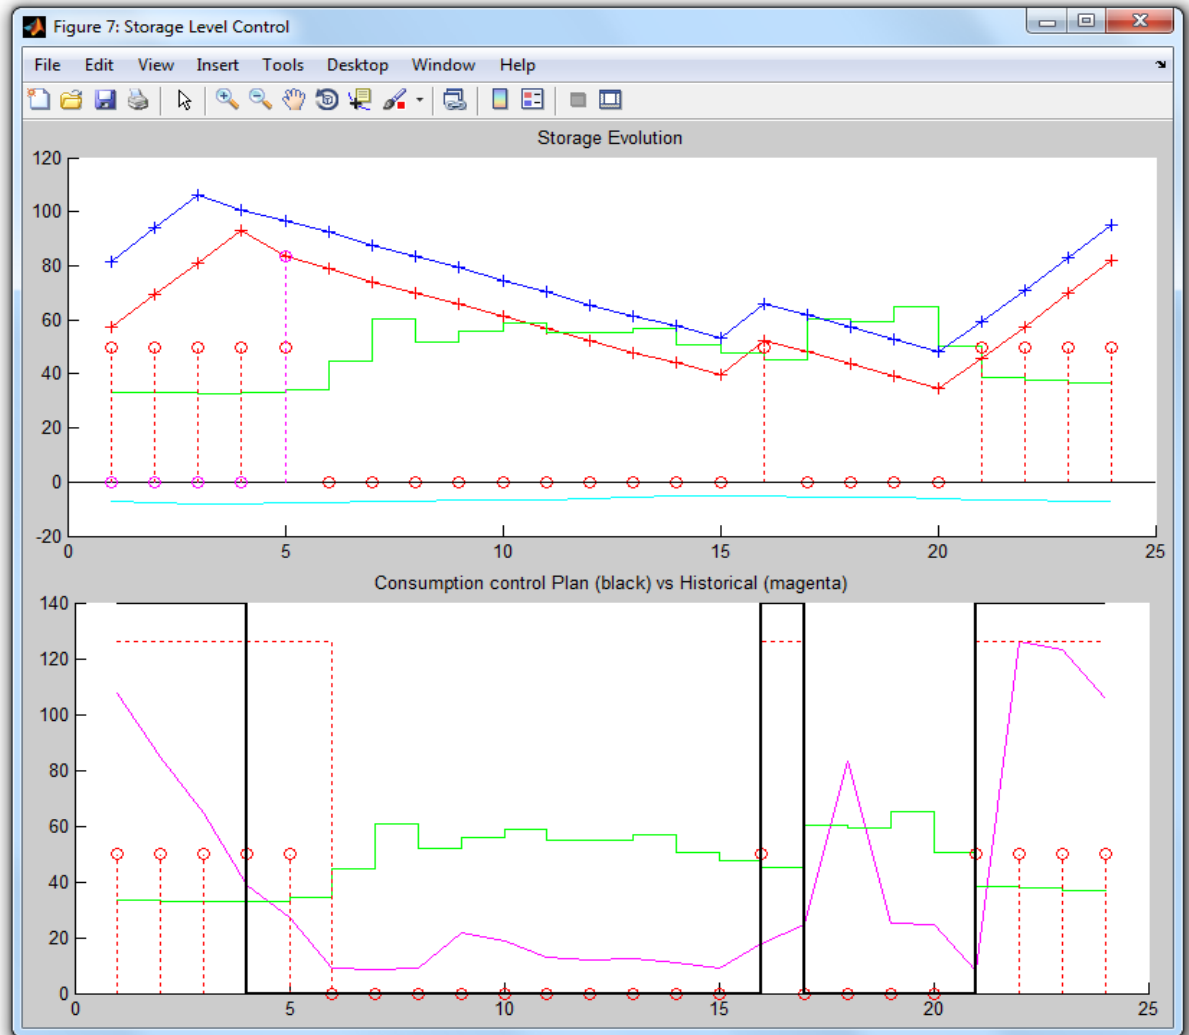 Figure 7: Storage Level Control
File Edit View Insert Tools Desktop Window Help
Storage Evolution
120
100
80
60
40
20
0
-20
0 5 10 15 20 25
Consumption control Plan (black) vs Historical (magenta)
140
120
100
80
60
40
20
0
0 5 10 15 20 25